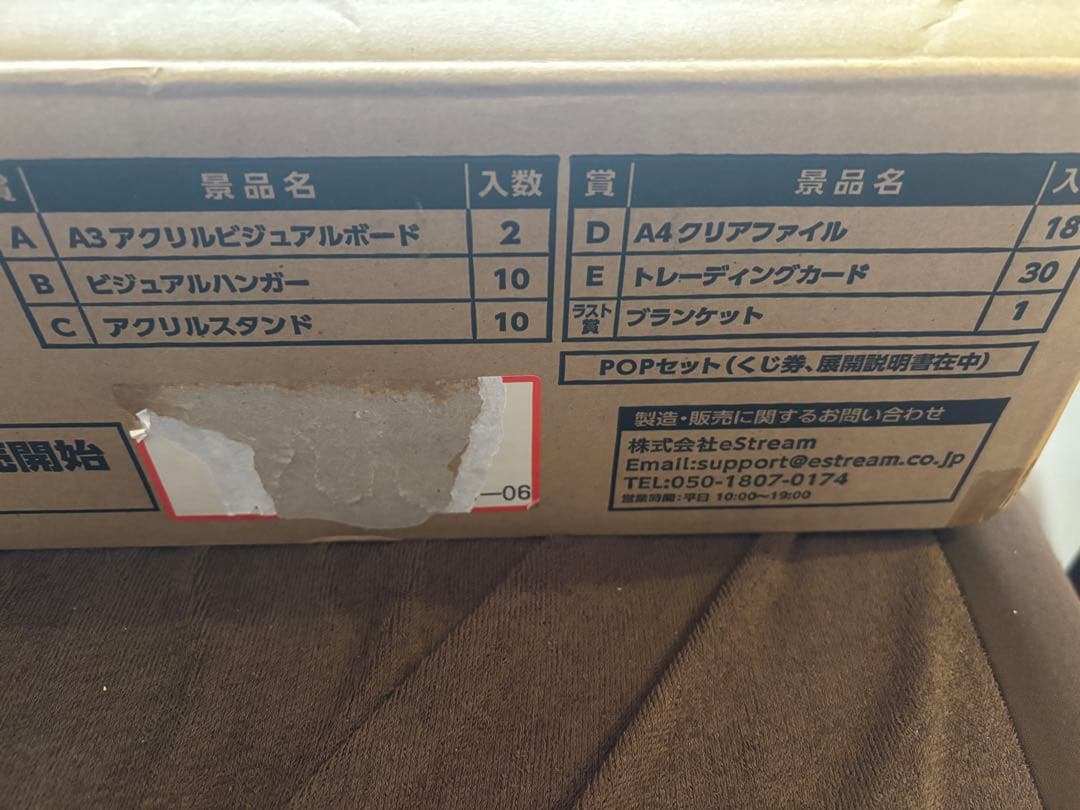 賞 景品名 入数
A A3アクリルビジュアルボード 2
B ビジュアルハンガー 10
C アクリルスタンド 10
賞 景品名 入
D A4クリアファイル 18
E トレーディングカード 30
ラスト賞 ブランケット 1
POPセット(くじ券、展開説明書在中)
開始
—06
製造・販売に関するお問い合わせ
株式会社eStream
Email:support@estream.co.jp
TEL:050-1807-0174
営業時間:平日 10:00〜19:00